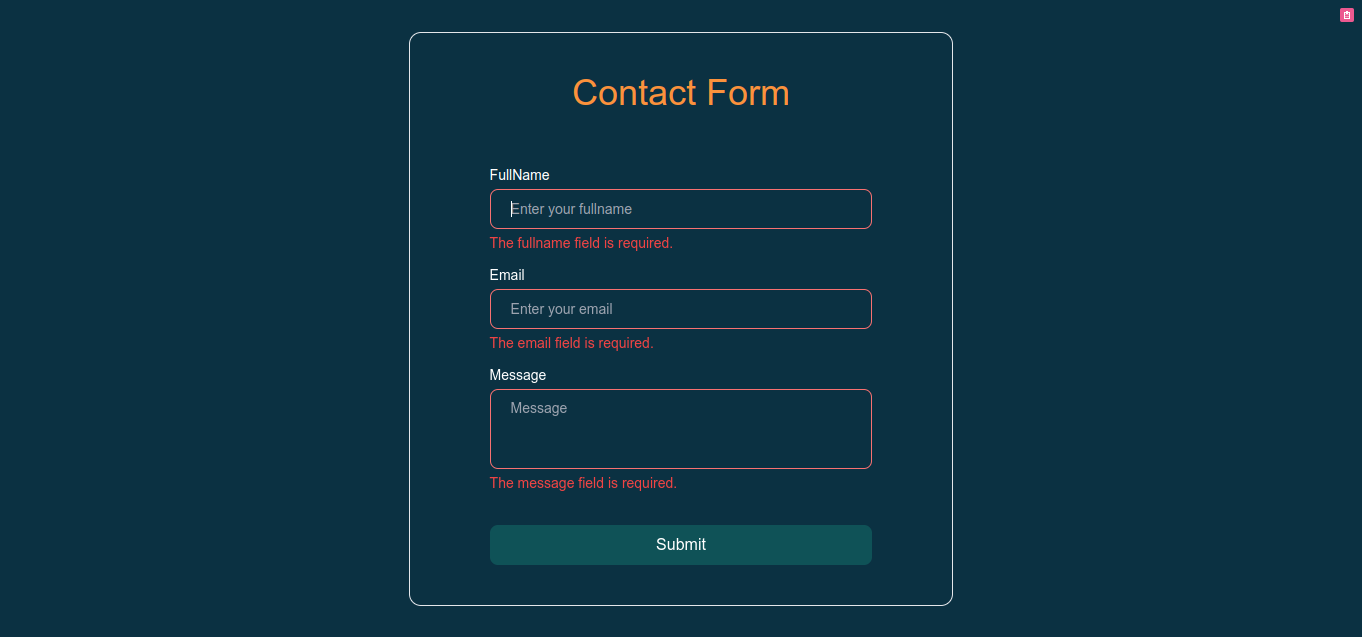 Contact Form
FullName
Enter your fullname
The fullname field is required.
Email
Enter your email
The email field is required.
Message
Message
The message field is required.
Submit